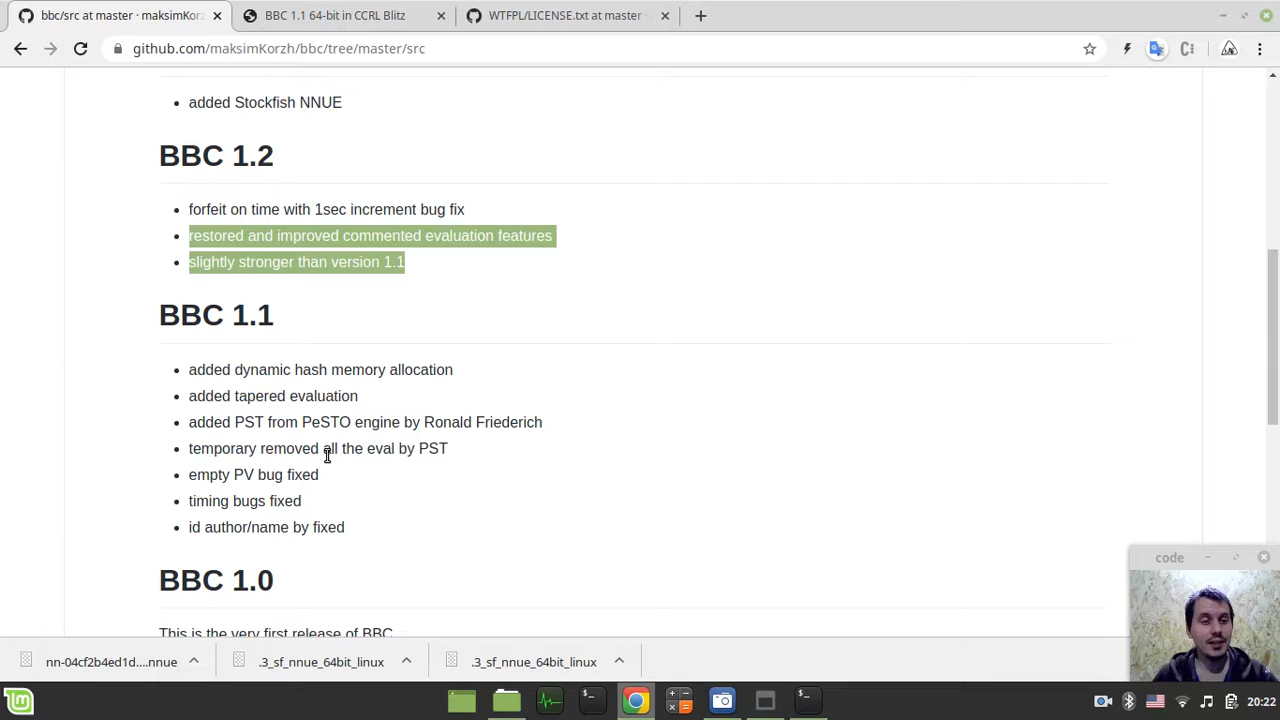 bbc/src at master · maksimKorz
BBC 1.1 64-bit in CCRL Blitz
WTFPL/LICENSE.txt at master ·
github.com/maksimKorzh/bbc/tree/master/src
added Stockfish NNUE
BBC 1.2
forfeit on time with 1sec increment bug fix
restored and improved commented evaluation features
slightly stronger than version 1.1
BBC 1.1
added dynamic hash memory allocation
added tapered evaluation
added PST from PeSTO engine by Ronald Friederich
temporary removed all the eval by PST
empty PV bug fixed
timing bugs fixed
id author/name by fixed
BBC 1.0
This is the very first release of BBC
code
nn-04cf2b4ed1d....nnue
.3_sf_nnue_64bit_linux
.3_sf_nnue_64bit_linux
20:22